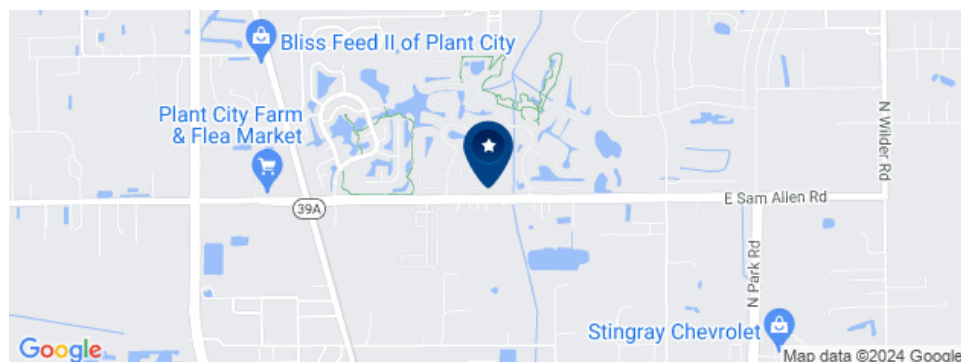 Bliss Feed II of Plant City
Plant City Farm
& Flea Market
39A
N Wilder Rd
E Sam Allen Rd
N Park Rd
Stingray Chevrolet
Google
Map data ©2024 Google